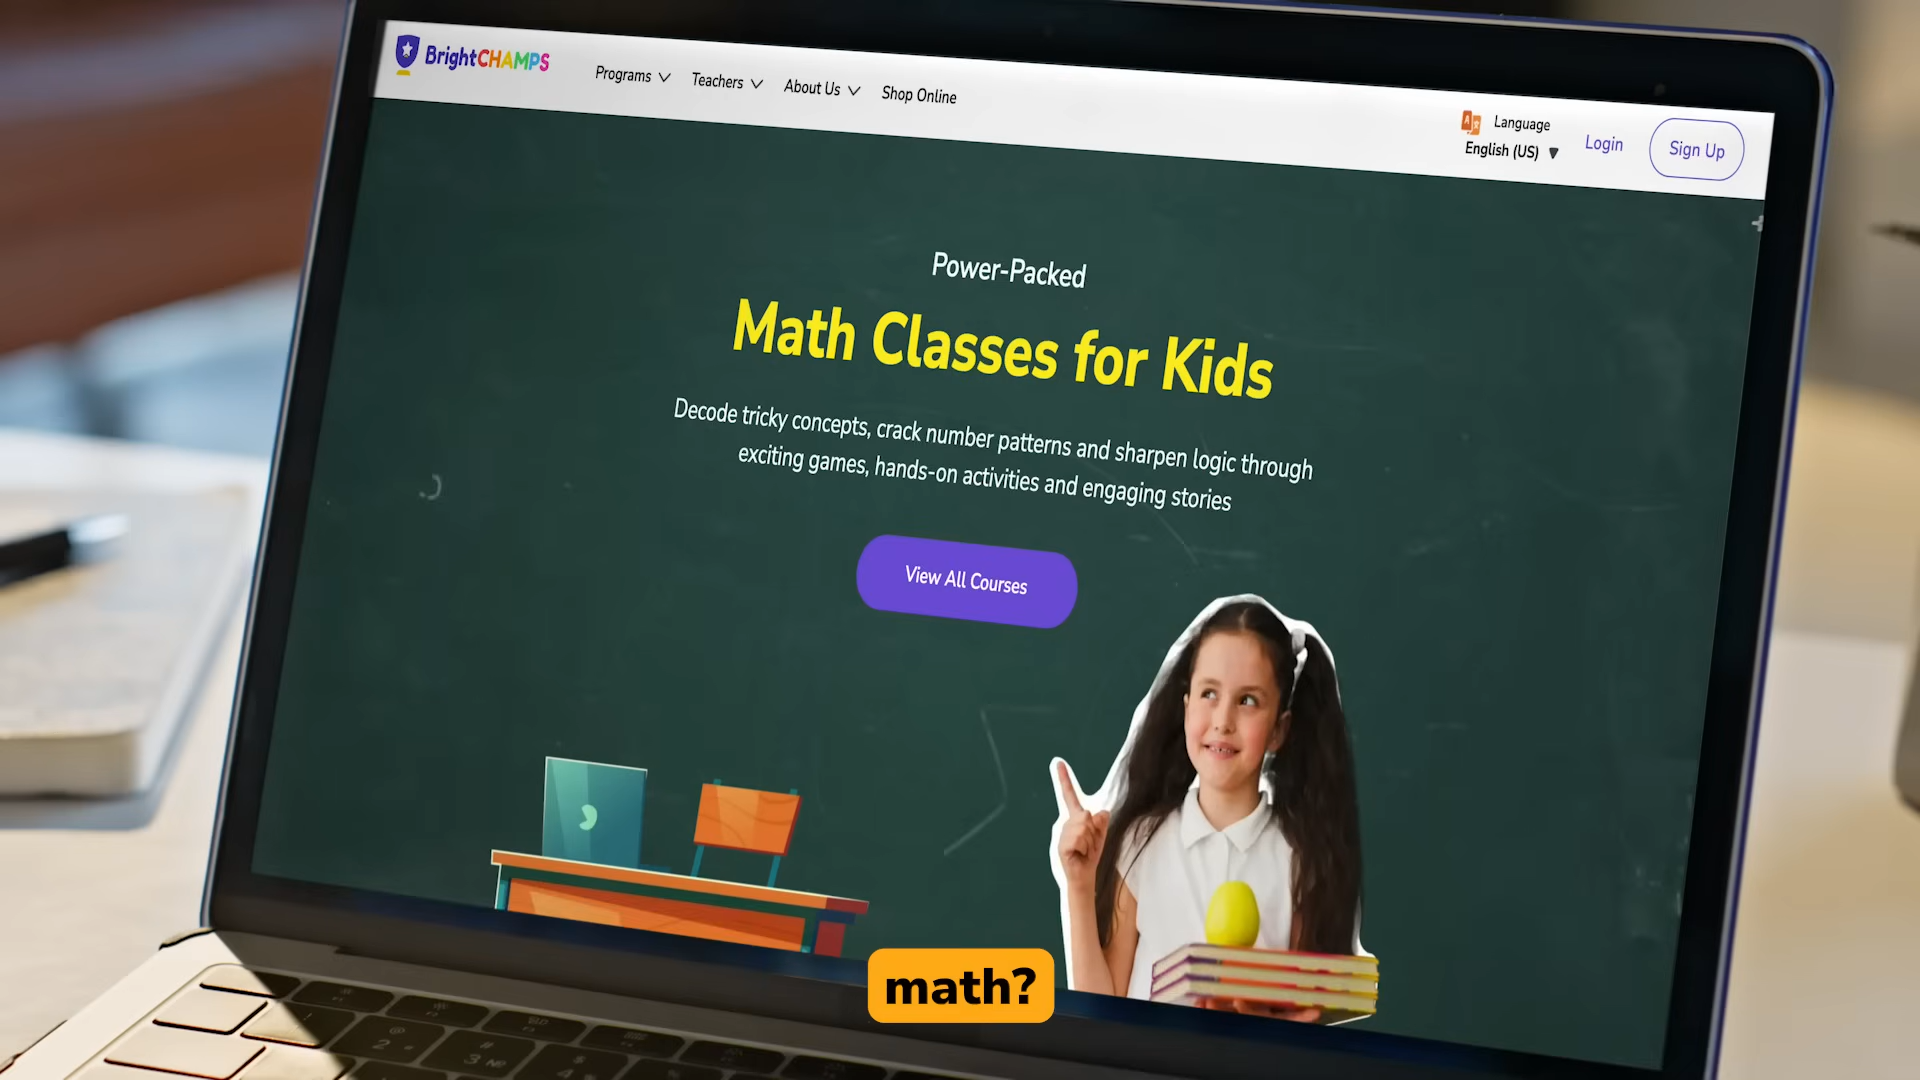 BrightCHAMPS
Programs
Teachers
About Us
Shop Online
Language
English (US)
Login
Sign Up
Power-Packed
Math Classes for Kids
Decode tricky concepts, crack number patterns and sharpen logic through
exciting games, hands-on activities and engaging stories
View All Courses
math?